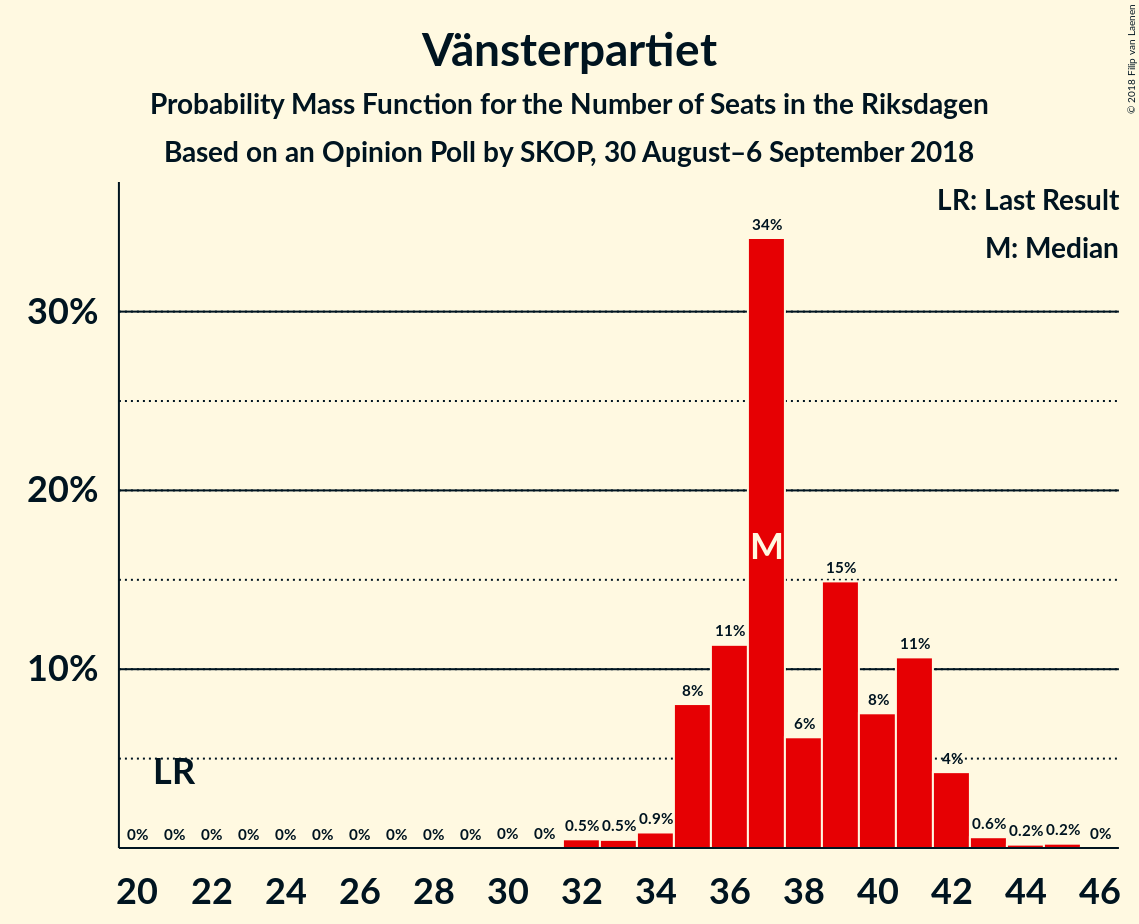 Vänsterpartiet
Probability Mass Function for the Number of Seats in the Riksdagen
Based on an Opinion Poll by SKOP, 30 August–6 September 2018
© 2018 Filip van Laenen
LR: Last Result
M: Median
34%
30%
20%
M
15%
11%
11%
10%
8%
8%
6%
4%
LR
0% 0% 0% 0% 0% 0% 0% 0% 0% 0% 0% 0% 0.5% 0.5% 0.9% 0.6% 0.2% 0.2% 0%
20 22 24 26 28 30 32 34 36 38 40 42 44 46